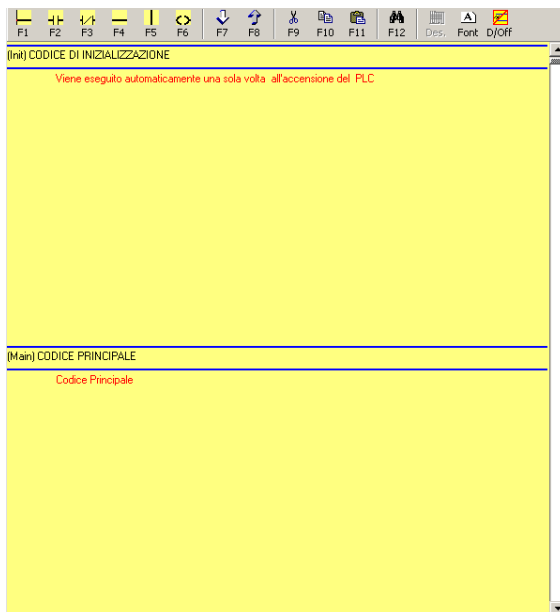 F1 F2 F3 F4 F5 F6 F7 F8 F9 F10 F11 F12 Des. Font D/Off
(Init) CODICE DI INIZIALIZZAZIONE
Viene eseguito automaticamente una sola volta all'accensione del PLC
(Main) CODICE PRINCIPALE
Codice Principale